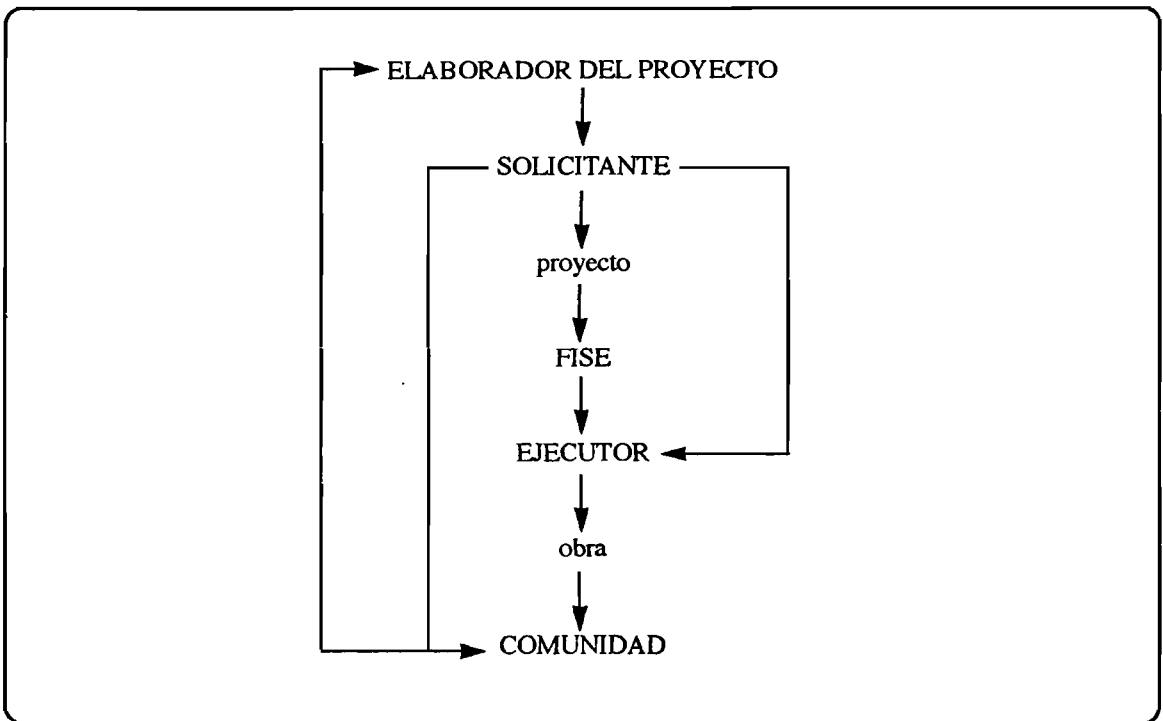 ELABORADOR DEL PROYECTO
SOLICITANTE
proyecto
FISE
EJECUTOR
obra
COMUNIDAD